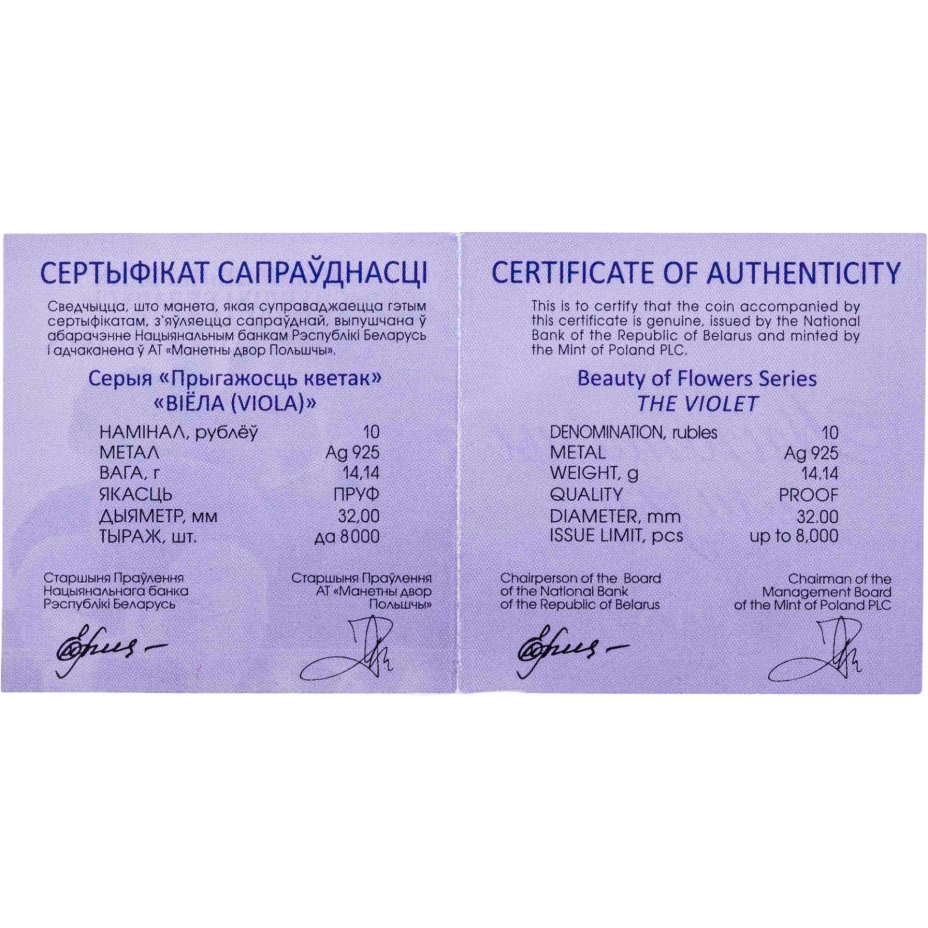 СЕРТЫФІКАТ САПРАЎДНАСЦІ
Сведчыцца, што манета, якая суправаджаецца гэтым
сертыфікатам, з'яўляецца сапраўднай, выпушчана ў
абарачэнне Нацыянальным банкам Рэспублікі Беларусь
і адчаканена ў АТ «Манетны двор Польшчы».
Серыя «Прыгажосць кветак»
«ВІЁЛА (VIOLA)»
НАМІНАЛ, рублёў 10
МЕТАЛ Ag 925
ВАГА, г 14,14
ЯКАСЦЬ ПРУФ
ДЫЯМЕТР, мм 32,00
ТЫРАЖ, шт. да 8000
Старшыня Праўлення
Нацыянальнага банка
Рэспублікі Беларусь
Старшыня Праўлення
АТ «Манетны двор
Польшчы»
CERTIFICATE OF AUTHENTICITY
This is to certify that the coin accompanied by
this certificate is genuine, issued by the National
Bank of the Republic of Belarus and minted by
the Mint of Poland PLC.
Beauty of Flowers Series
THE VIOLET
DENOMINATION, rubles 10
METAL Ag 925
WEIGHT, g 14.14
QUALITY PROOF
DIAMETER, mm 32.00
ISSUE LIMIT, pcs up to 8,000
Chairperson of the Board
of the National Bank
of the Republic of Belarus
Chairman of the
Management Board
of the Mint of Poland PLC